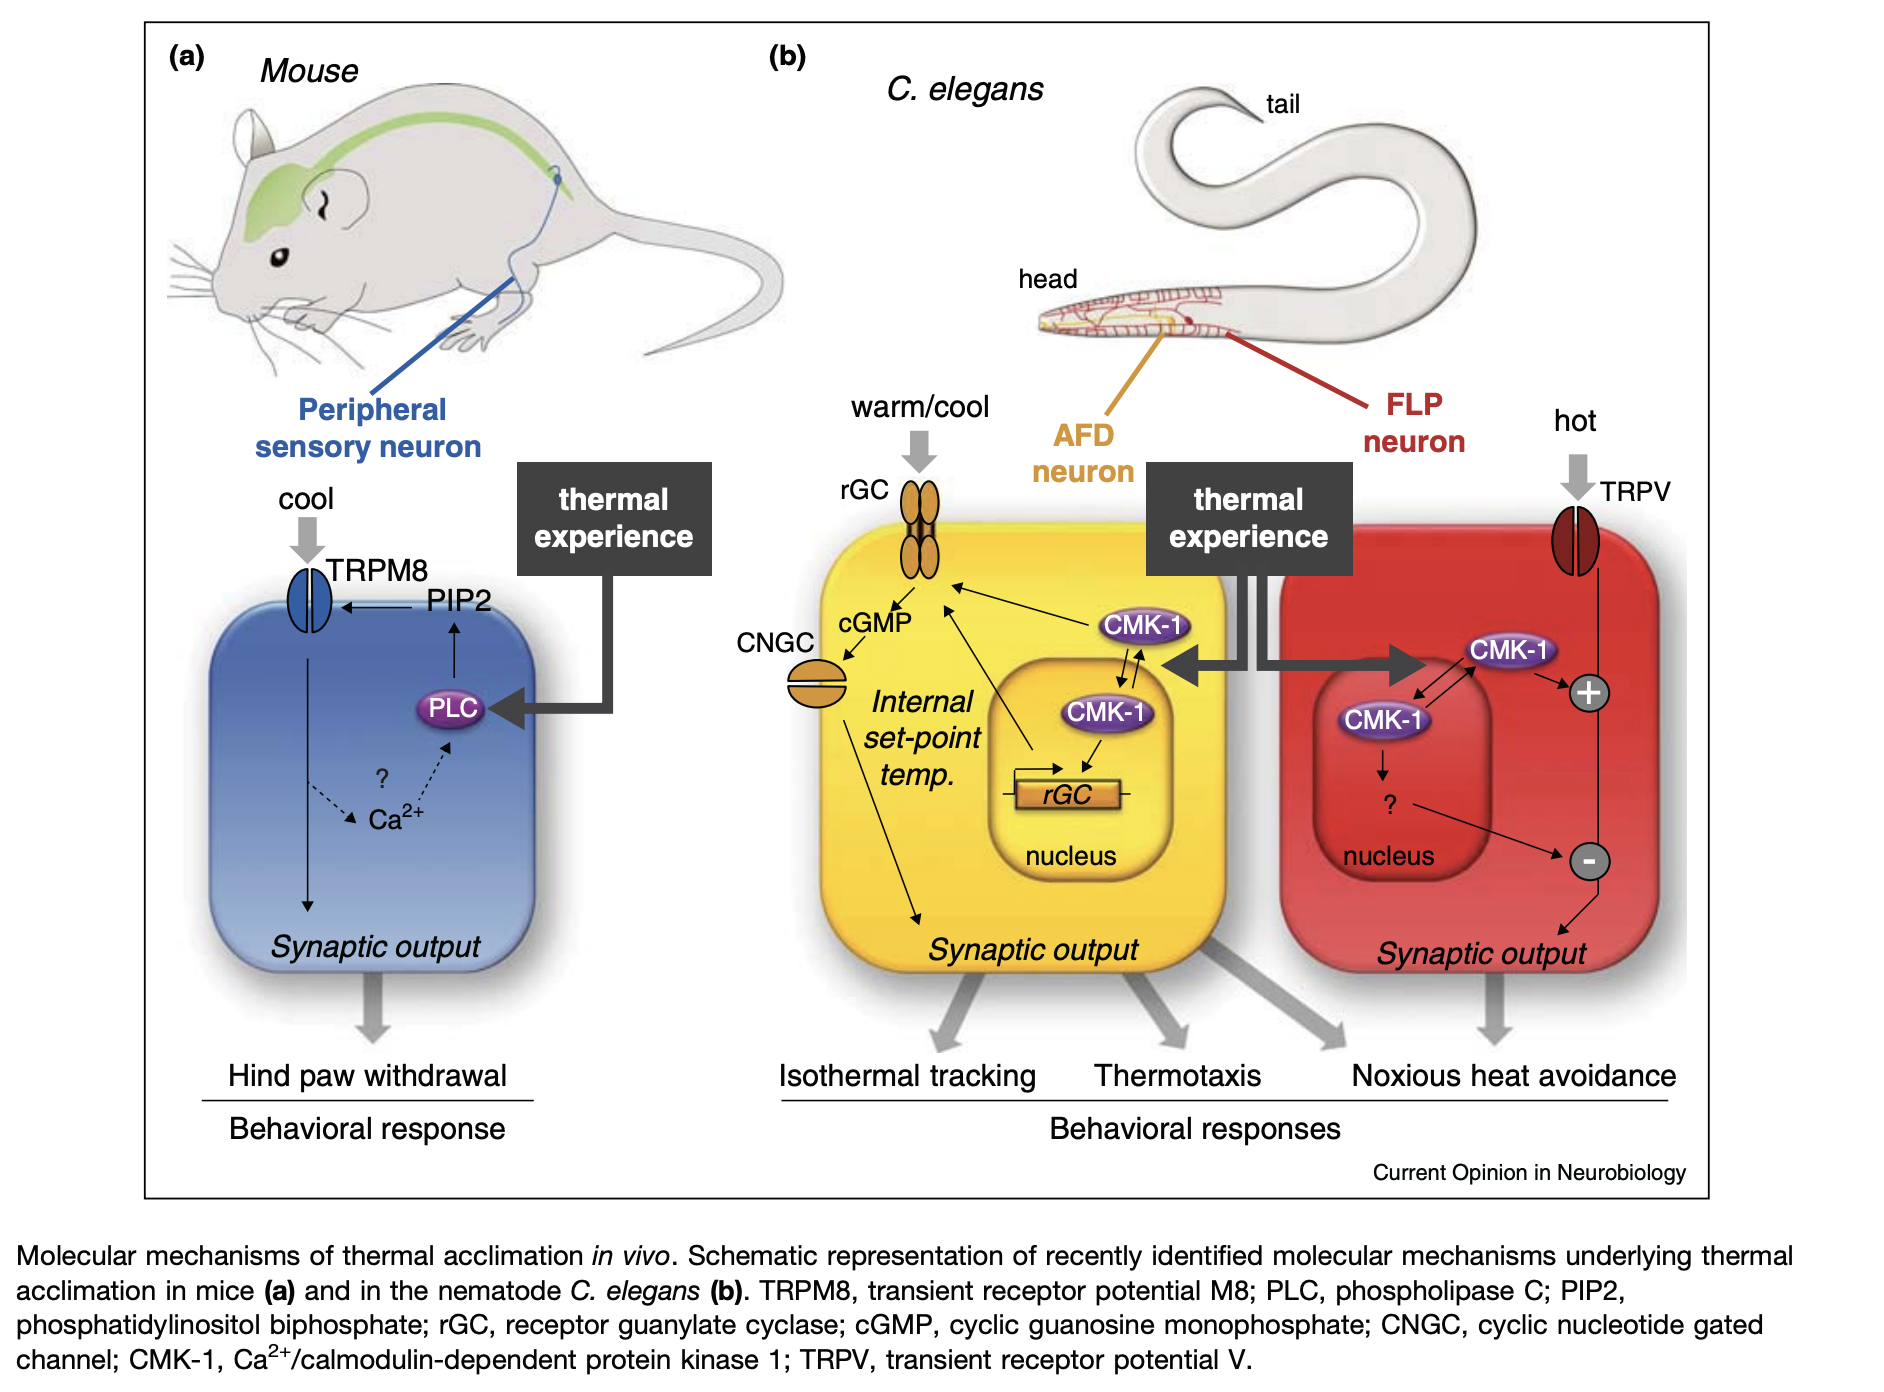 (a)
Mouse
Peripheral
sensory neuron
cool
TRPM8
PIP2
thermal
experience
PLC
?
Ca2+
Synaptic output
Hind paw withdrawal
Behavioral response
(b)
C. elegans
tail
head
warm/cool
AFD
neuron
FLP
neuron
hot
rGC
thermal
experience
TRPV
cGMP
CNGC
CMK-1
Internal
set-point
temp.
CMK-1
rGC
nucleus
Synaptic output
CMK-1
CMK-1
+
?
nucleus
-
Synaptic output
Isothermal tracking
Thermotaxis
Noxious heat avoidance
Behavioral responses
Current Opinion in Neurobiology
Molecular mechanisms of thermal acclimation in vivo. Schematic representation of recently identified molecular mechanisms underlying thermal
acclimation in mice (a) and in the nematode C. elegans (b). TRPM8, transient receptor potential M8; PLC, phospholipase C; PIP2,
phosphatidylinositol biphosphate; rGC, receptor guanylate cyclase; cGMP, cyclic guanosine monophosphate; CNGC, cyclic nucleotide gated
channel; CMK-1, Ca2+/calmodulin-dependent protein kinase 1; TRPV, transient receptor potential V.